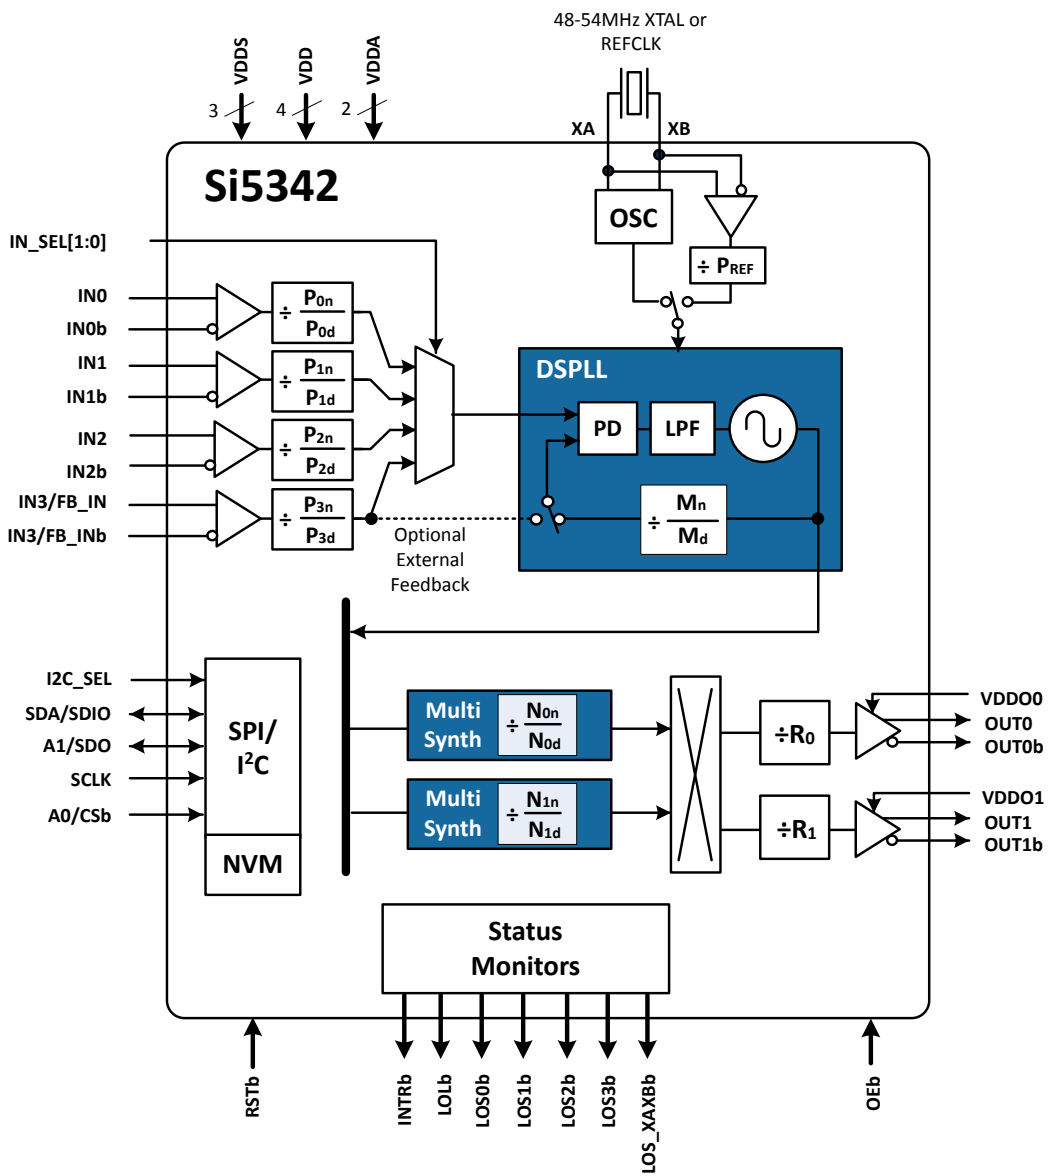 48-54MHz XTAL or
REFCLK
VDDS
VDD
VDDA
3
4
2
XA
XB
Si5342
OSC
÷ PREF
IN_SEL[1:0]
IN0
IN0b
÷ P0n
P0d
IN1
IN1b
÷ P1n
P1d
IN2
IN2b
÷ P2n
P2d
IN3/FB_IN
IN3/FB_INb
÷ P3n
P3d
DSPLL
PD
LPF
÷ Mn
Md
Optional
External
Feedback
I2C_SEL
SDA/SDIO
A1/SDO
SCLK
A0/CSb
SPI/
I²C
NVM
Multi
Synth
÷ N0n
N0d
Multi
Synth
÷ N1n
N1d
÷R0
÷R1
VDDO0
OUT0
OUT0b
VDDO1
OUT1
OUT1b
Status
Monitors
RSTb
INTRb
LOLb
LOS0b
LOS1b
LOS2b
LOS3b
LOS_XAXBb
OEb